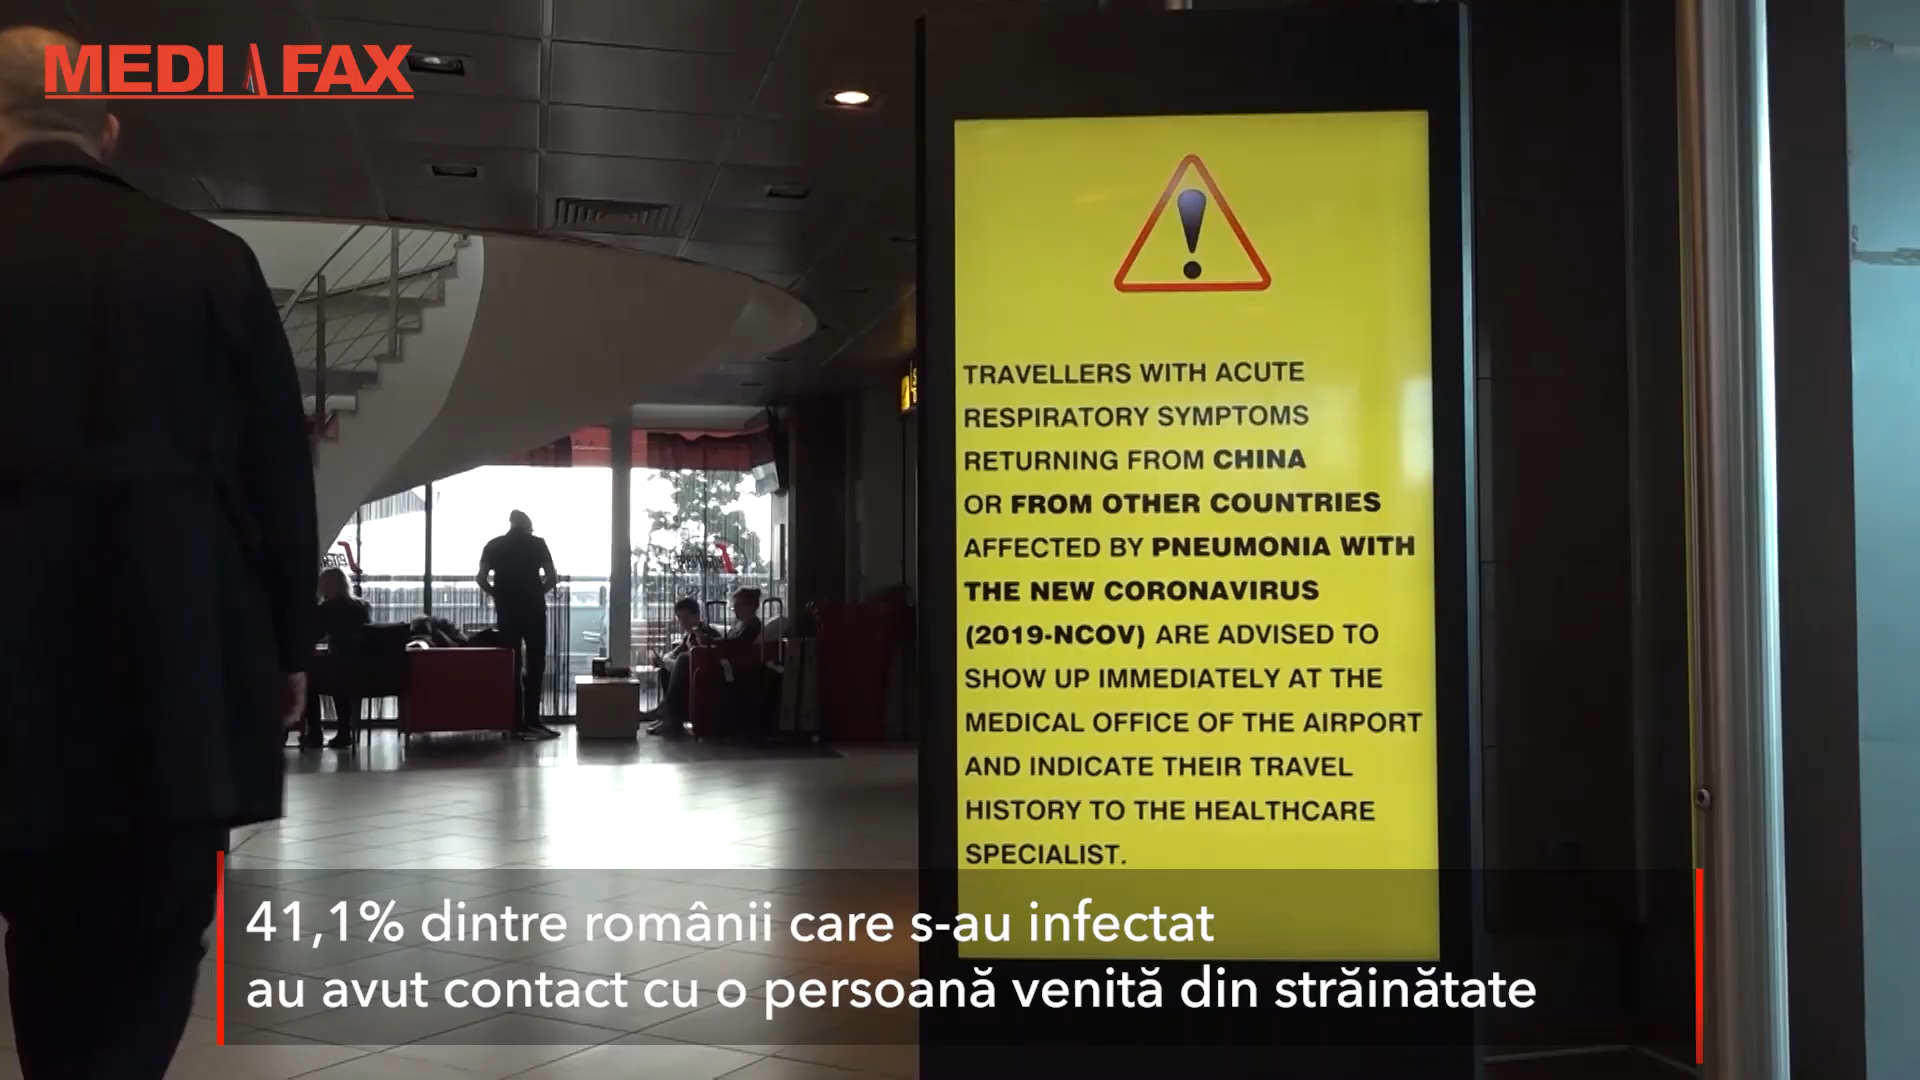 MEDIAFAX
TRAVELLERS WITH ACUTE
RESPIRATORY SYMPTOMS
RETURNING FROM CHINA
OR FROM OTHER COUNTRIES
AFFECTED BY PNEUMONIA WITH
THE NEW CORONAVIRUS
(2019-NCOV) ARE ADVISED TO
SHOW UP IMMEDIATELY AT THE
MEDICAL OFFICE OF THE AIRPORT
AND INDICATE THEIR TRAVEL
HISTORY TO THE HEALTHCARE
SPECIALIST.
41,1% dintre românii care s-au infectat
au avut contact cu o persoană venită din străinătate